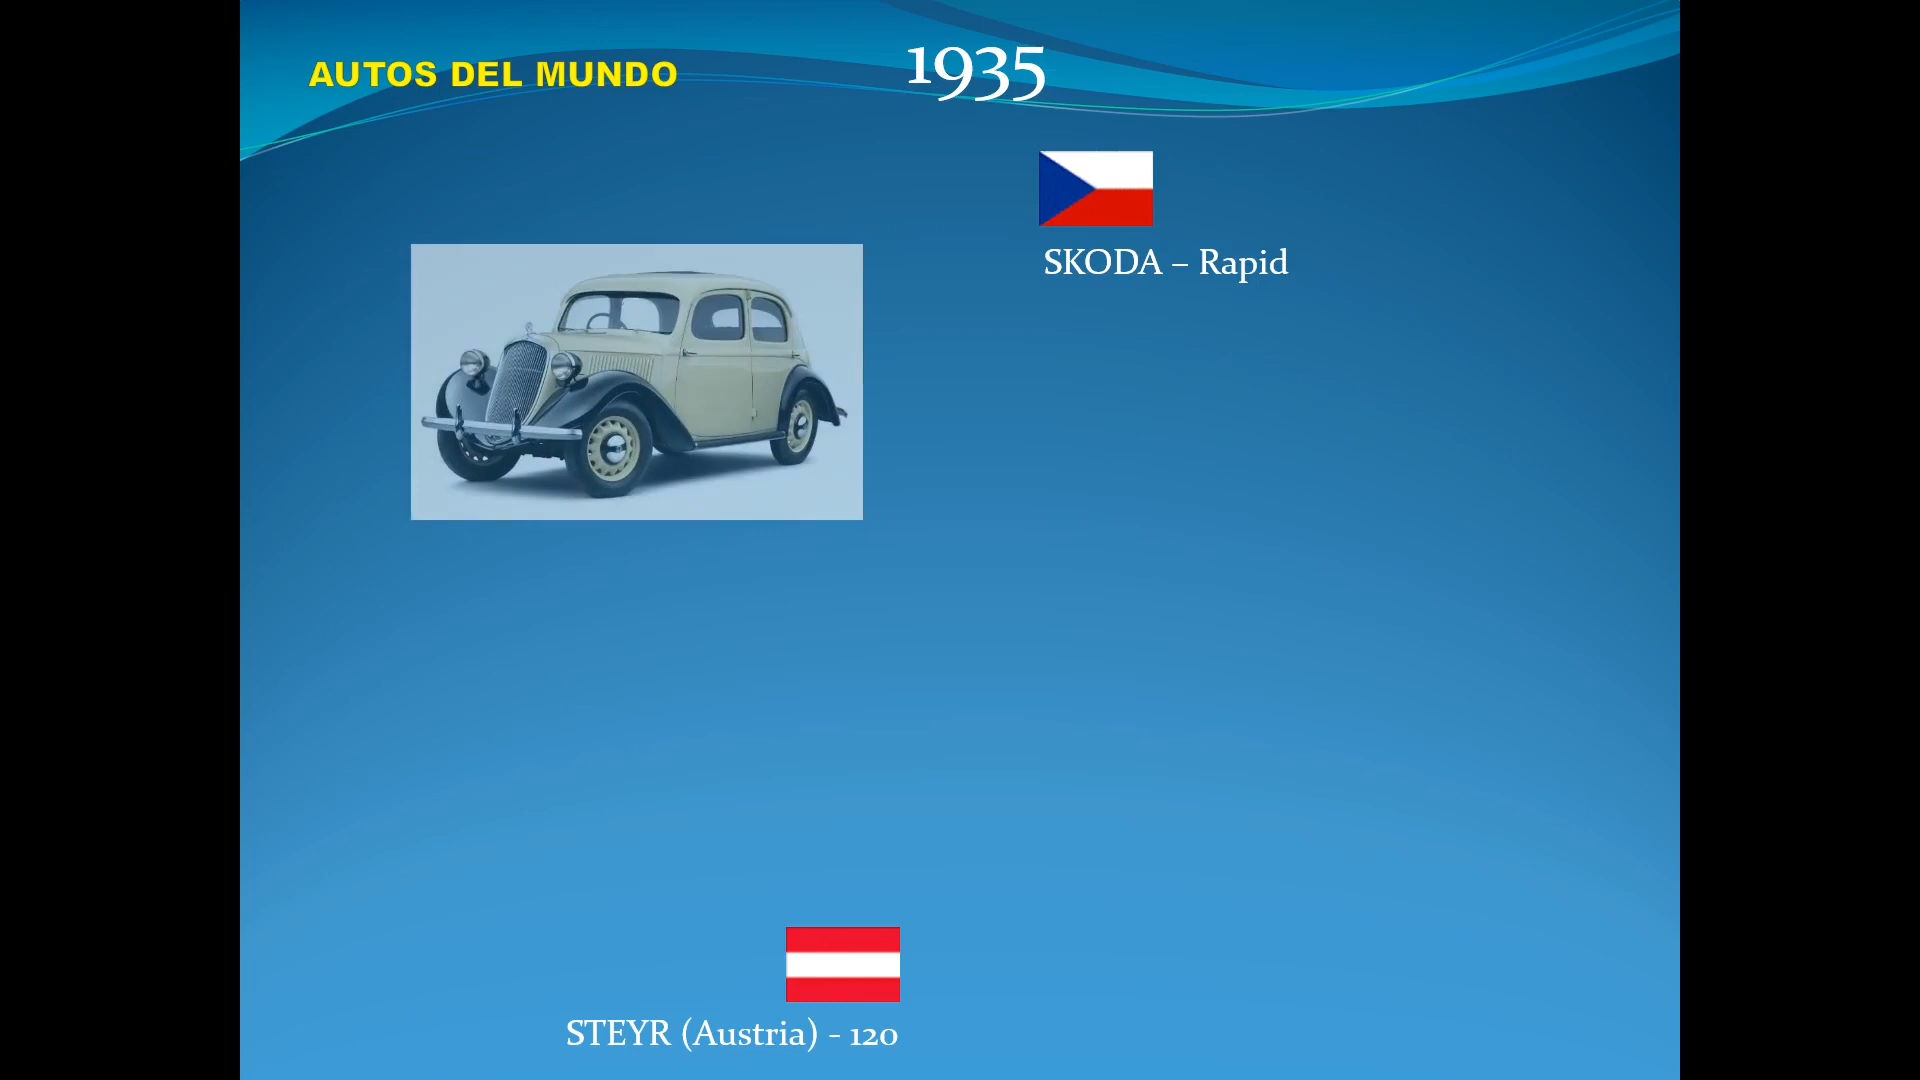 AUTOS DEL MUNDO
1935
SKODA – Rapid
STEYR (Austria) - 120